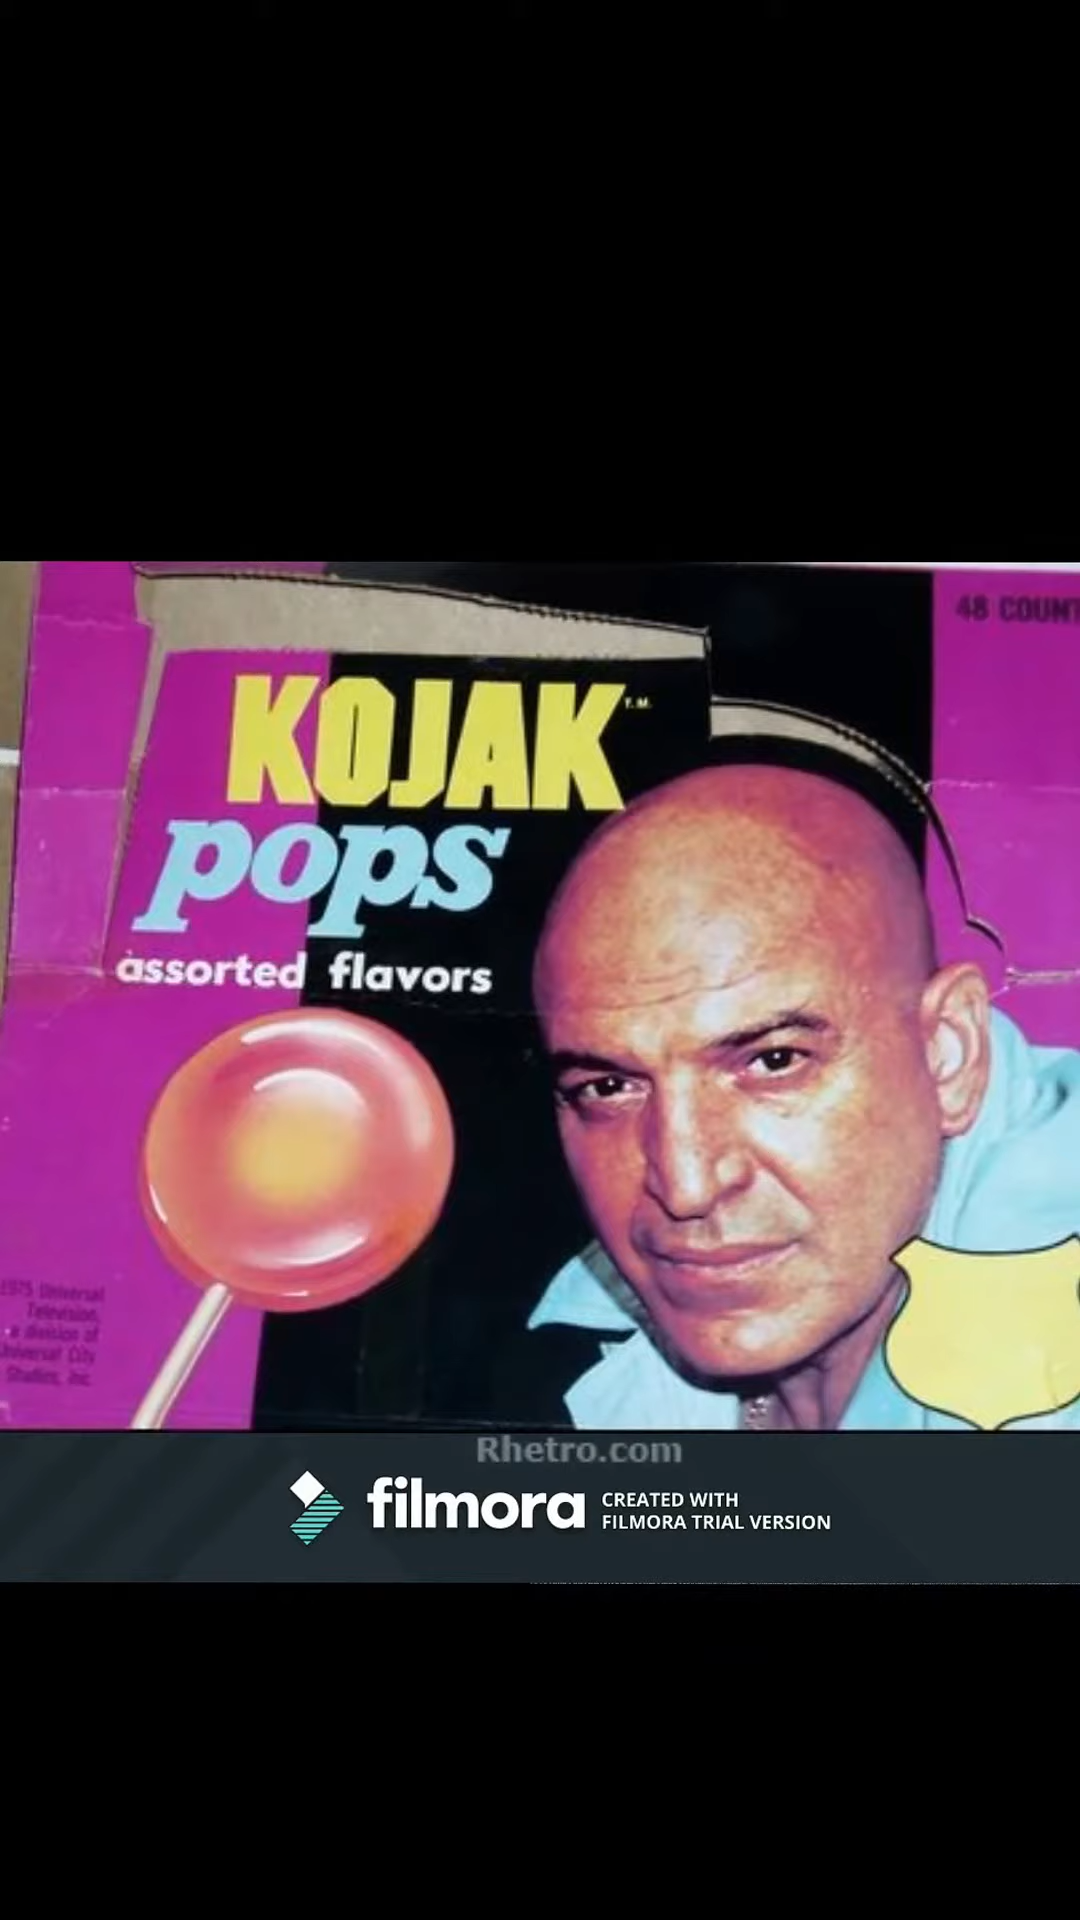 48 COUNT
KOJAK T.M.
pops
assorted flavors
1975 Universal
Television,
a division of
Universal City
Studios, Inc.
Rhetro.com
filmora CREATED WITH
FILMORA TRIAL VERSION